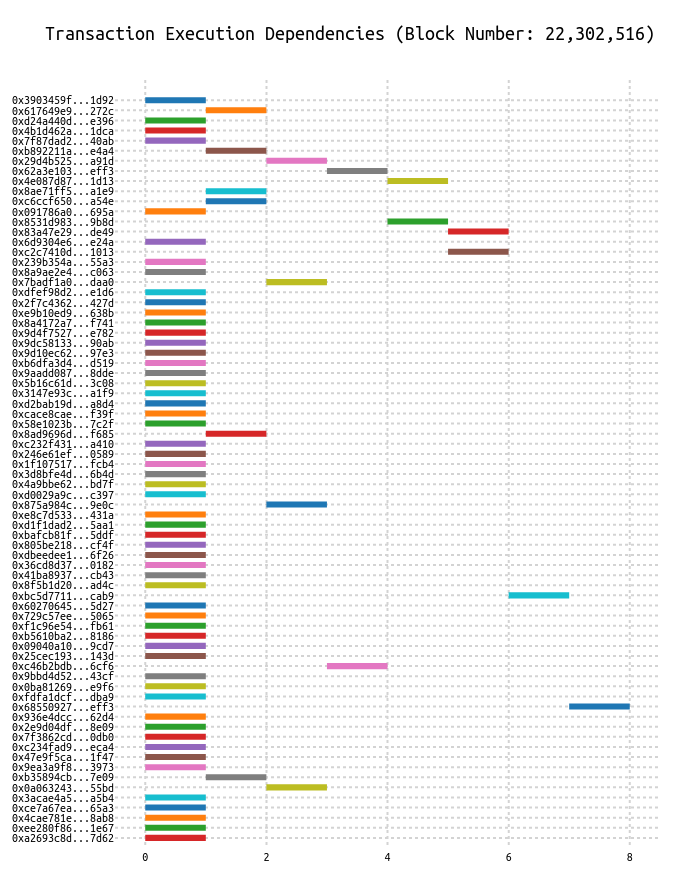 Transaction Execution Dependencies (Block Number: 22,302,516)
0x3903459f...1d92
0x617649e9...272c
0xd24a440d...e396
0x4b1d462a...1dca
0x7f87dad2...40ab
0xb892211a...e4a4
0x29d4b525...a91d
0x62a3e103...eff3
0x4e087d87...1d13
0x8ae71ff5...a1e9
0xc6ccf650...a54e
0x091786a0...695a
0x8531d983...9b8d
0x83a47e29...de49
0x6d9304e6...e24a
0xc2c7410d...1013
0x239b354a...55a3
0x8a9ae2e4...c063
0x7badf1a0...daa0
0xdfef98d2...e1d6
0x2f7c4362...427d
0xe9b10ed9...638b
0x8a4172a7...f741
0x9d4f7527...e782
0x9dc58133...90ab
0x9d10ec62...97e3
0xb6dfa3d4...d519
0x9aadd087...8dde
0x5b16c61d...3c08
0x3147e93c...a1f9
0xd2bab19d...a8d4
0xcace8cae...f39f
0x58e1023b...7c2f
0x8ad9696d...f685
0xc232f431...a410
0x246e61ef...0589
0x1f107517...fcb4
0x3d8bfe4d...6b4d
0x4a9bbe62...bd7f
0xd0029a9c...c397
0x875a984c...9e0c
0xe8c7d533...431a
0xd1f1dad2...5aa1
0xbafcb81f...5ddf
0x805be218...cf4f
0xdbeedee1...6f26
0x36cd8d37...0182
0x41ba8937...cb43
0x8f5b1d20...ad4c
0xbc5d7711...cab9
0x60270645...5d27
0x729c57ee...5065
0xf1c96e54...fb61
0xb5610ba2...8186
0x09040a10...9cd7
0x25cec193...143d
0xc46b2bdb...6cf6
0x9bbd4d52...43cf
0x0ba81269...e9f6
0xfdfa1dcf...dba9
0x68550927...eff3
0x936e4dcc...62d4
0x2e9d04df...8e09
0x7f3862cd...0db0
0xc234fad9...eca4
0x47e9f5ca...1f47
0x9ea3a9f8...3973
0xb35894cb...7e09
0x0a063243...55bd
0x3acae4a5...a5b4
0xce7a67ea...65a3
0x4cae781e...8ab8
0xee280f86...1e67
0xa2693c8d...7d62
0 2 4 6 8